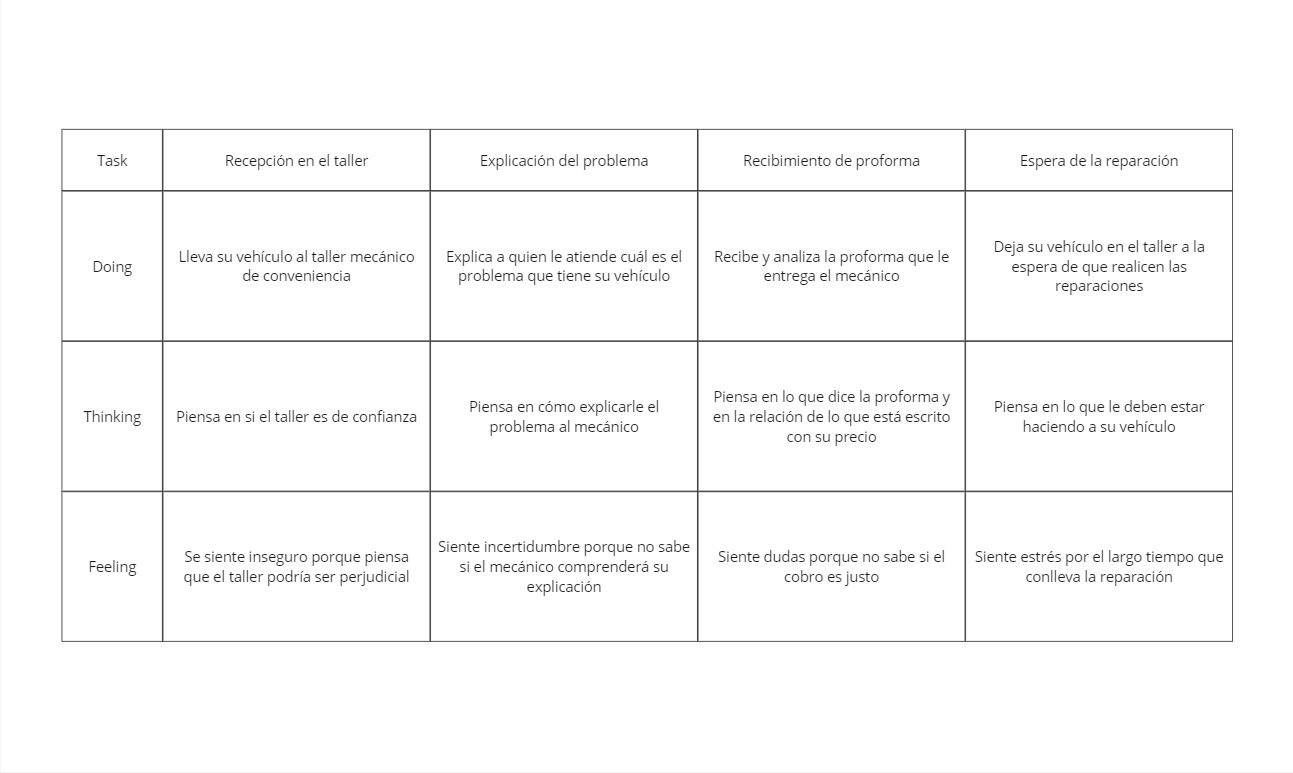 Task
Recepción en el taller
Explicación del problema
Recibimiento de proforma
Espera de la reparación
Doing
Lleva su vehículo al taller mecánico
de conveniencia
Explica a quien le atiende cuál es el
problema que tiene su vehículo
Recibe y analiza la proforma que le
entrega el mecánico
Deja su vehículo en el taller a la
espera de que realicen las
reparaciones
Thinking
Piensa en si el taller es de confianza
Piensa en cómo explicarle el
problema al mecánico
Piensa en lo que dice la proforma y
en la relación de lo que está escrito
con su precio
Piensa en lo que le deben estar
haciendo a su vehículo
Feeling
Se siente inseguro porque piensa
que el taller podría ser perjudicial
Siente incertidumbre porque no sabe
si el mecánico comprenderá su
explicación
Siente dudas porque no sabe si el
cobro es justo
Siente estrés por el largo tiempo que
conlleva la reparación